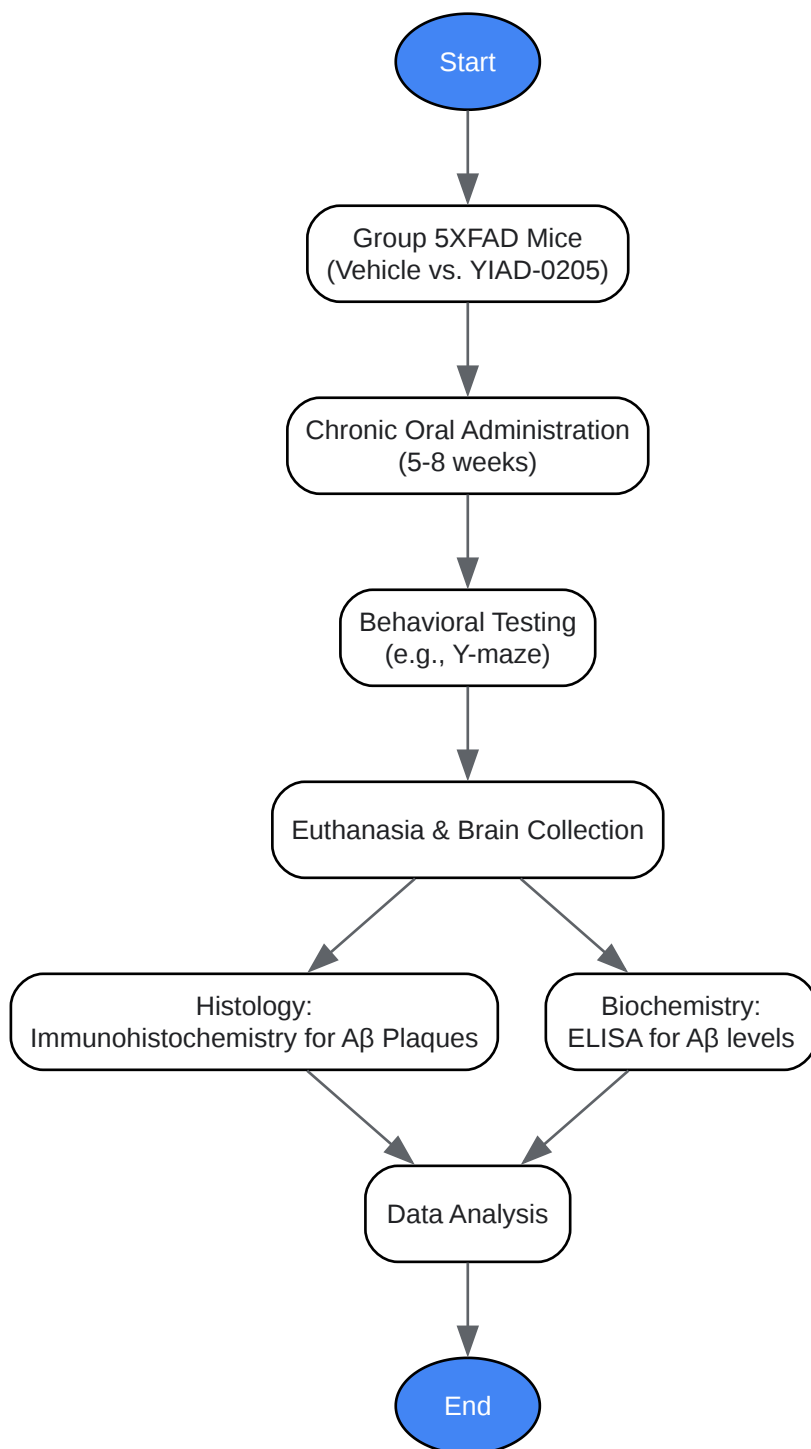 Start
Group 5XFAD Mice
(Vehicle vs. YIAD-0205)
Chronic Oral Administration
(5-8 weeks)
Behavioral Testing
(e.g., Y-maze)
Euthanasia & Brain Collection
Histology:
Immunohistochemistry for Aβ Plaques
Biochemistry:
ELISA for Aβ levels
Data Analysis
End